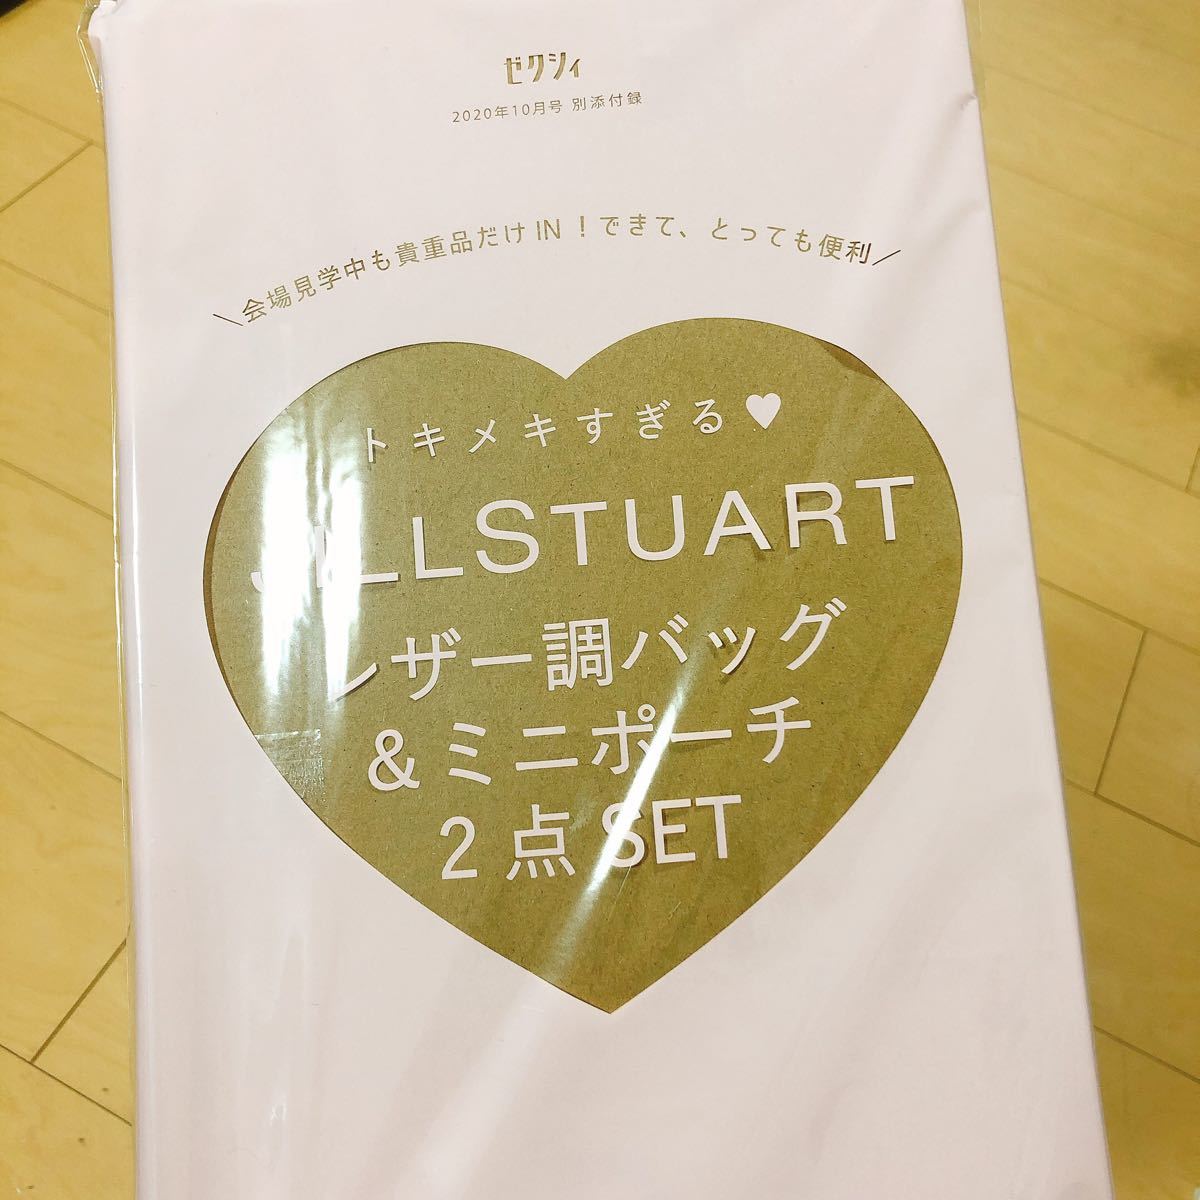 ゼクシィ
2020年10月号 別添付録
\会場見学中も貴重品だけIN！できて、とっても便利/
トキメキすぎる♥
JILLSTUART
レザー調バッグ
&ミニポーチ
2点SET